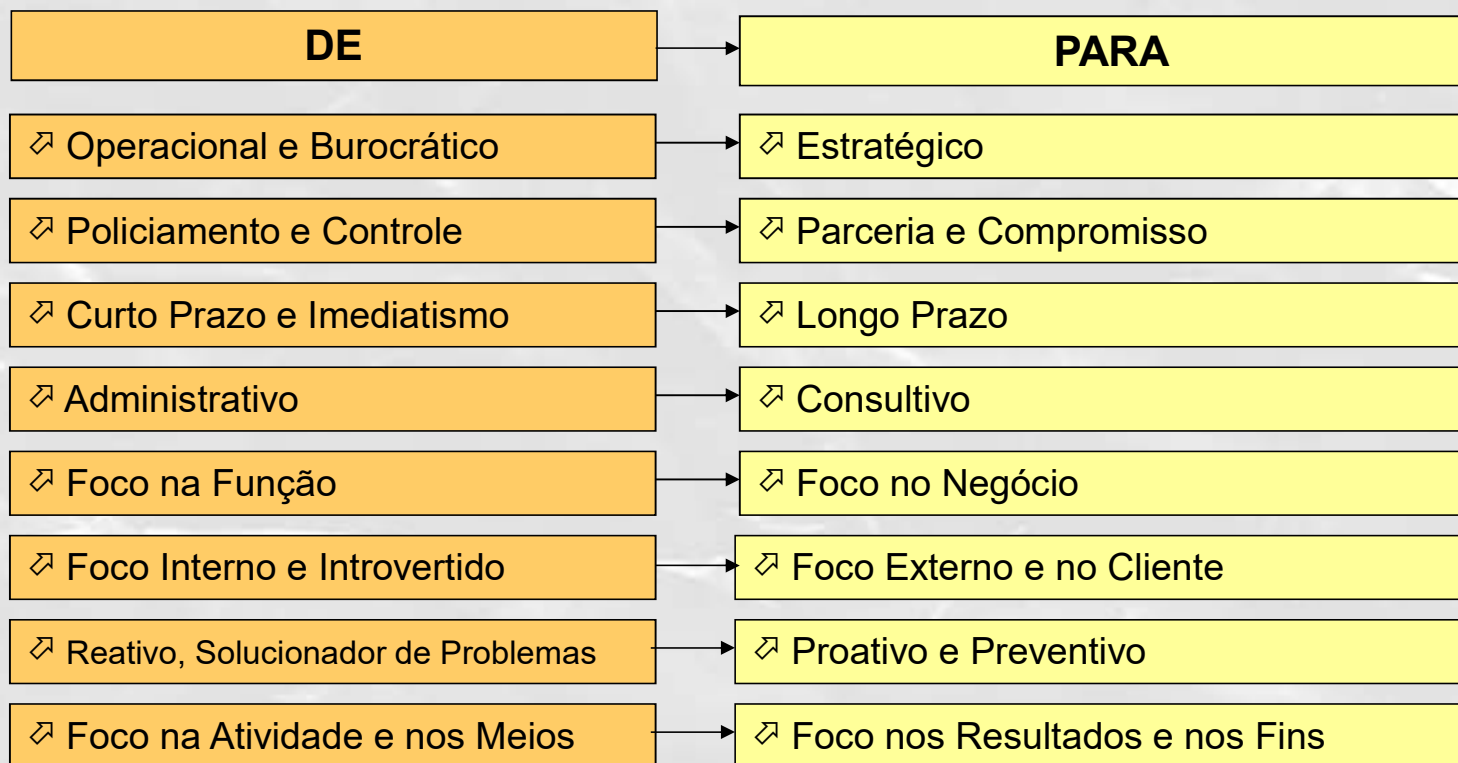 DE
PARA
⬀ Operacional e Burocrático
⬀ Estratégico
⬀ Policiamento e Controle
⬀ Parceria e Compromisso
⬀ Curto Prazo e Imediatismo
⬀ Longo Prazo
⬀ Administrativo
⬀ Consultivo
⬀ Foco na Função
⬀ Foco no Negócio
⬀ Foco Interno e Introvertido
⬀ Foco Externo e no Cliente
⬀ Reativo, Solucionador de Problemas
⬀ Proativo e Preventivo
⬀ Foco na Atividade e nos Meios
⬀ Foco nos Resultados e nos Fins